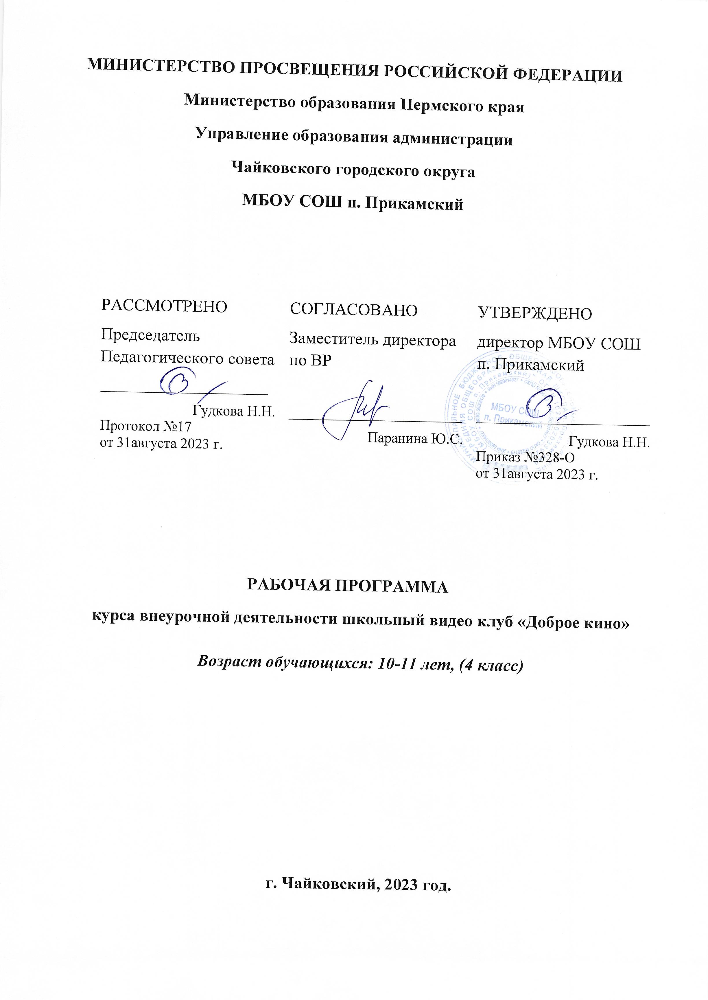 МИНИСТЕРСТВО ПРОСВЕЩЕНИЯ РОССИЙСКОЙ ФЕДЕРАЦИИ
Министерство образования Пермского края
Управление образования администрации
Чайковского городского округа
МБОУ СОШ п. Прикамский
РАССМОТРЕНО
Председатель
Педагогического совета
Гудкова Н.Н.
Протокол №17
от 31августа 2023 г.
СОГЛАСОВАНО
Заместитель директора
по ВР
Паранина Ю.С.
УТВЕРЖДЕНО
директор МБОУ СОШ
п. Прикамский
МБОУ СОШ
п. Прикамский
Гудкова Н.Н.
Приказ №328-О
от 31августа 2023 г.
РАБОЧАЯ ПРОГРАММА
курса внеурочной деятельности школьный видео клуб «Доброе кино»
Возраст обучающихся: 10-11 лет, (4 класс)
г. Чайковский, 2023 год.